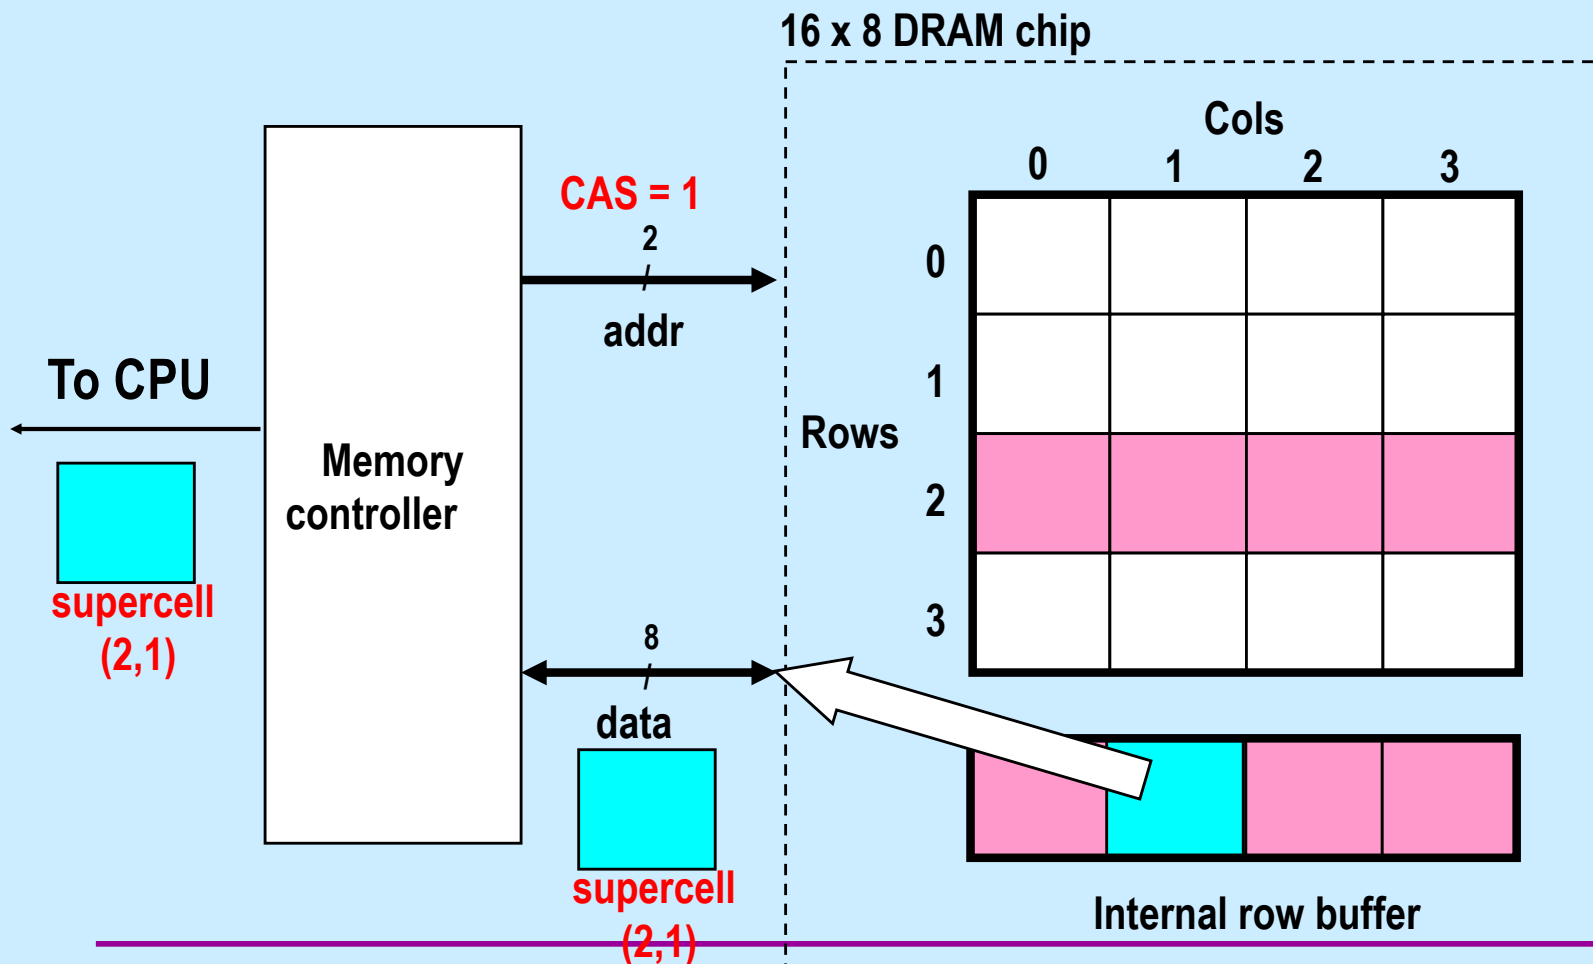 16 x 8 DRAM chip
Cols
0 1 2 3
CAS = 1
2
addr
0
1
Rows
2
3
To CPU
Memory
controller
supercell
(2,1)
8
data
supercell
(2,1)
Internal row buffer